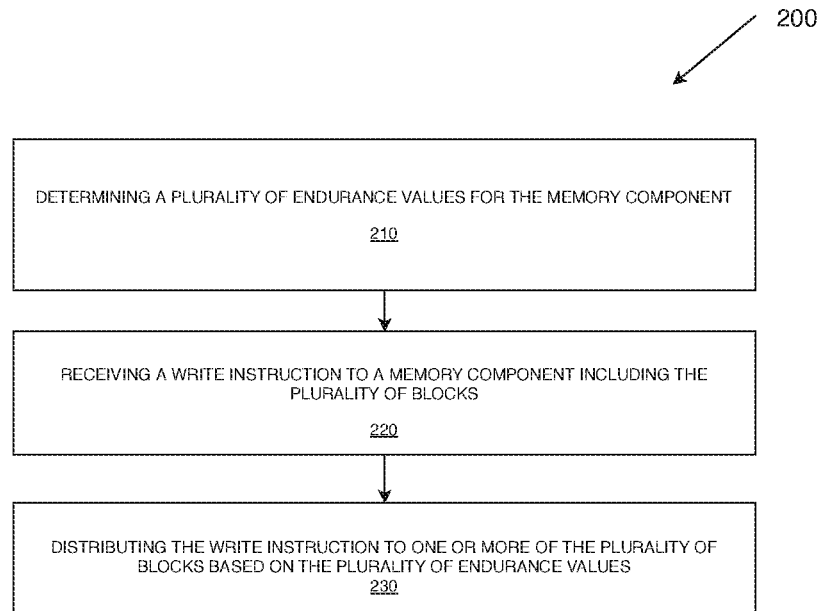 200
DETERMINING A PLURALITY OF ENDURANCE VALUES FOR THE MEMORY COMPONENT
210
RECEIVING A WRITE INSTRUCTION TO A MEMORY COMPONENT INCLUDING THE
PLURALITY OF BLOCKS
220
DISTRIBUTING THE WRITE INSTRUCTION TO ONE OR MORE OF THE PLURALITY OF
BLOCKS BASED ON THE PLURALITY OF ENDURANCE VALUES
230